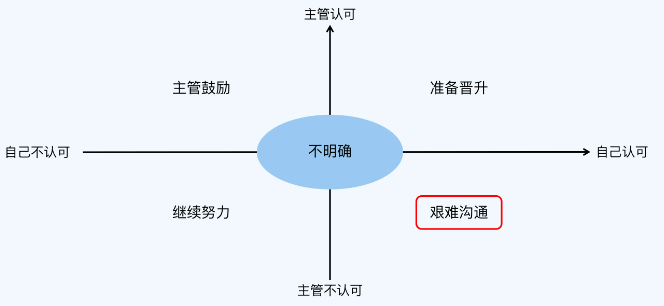 主管认可
主管鼓励
准备晋升
自己不认可
不明确
自己认可
继续努力
艰难沟通
主管不认可